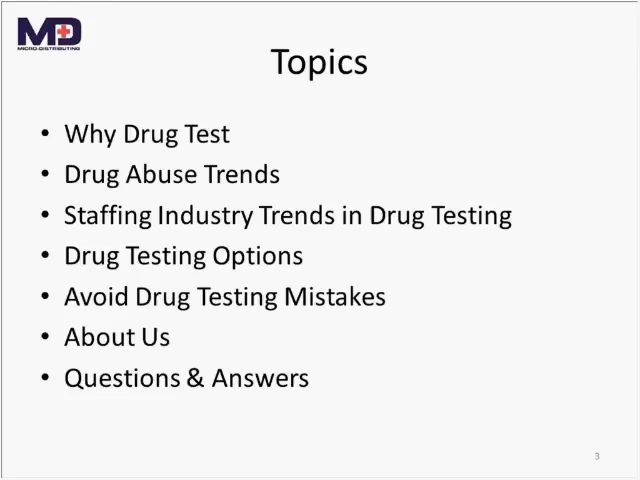 MD
MICRO-DISTRIBUTING
Topics
• Why Drug Test
• Drug Abuse Trends
• Staffing Industry Trends in Drug Testing
• Drug Testing Options
• Avoid Drug Testing Mistakes
• About Us
• Questions & Answers
3